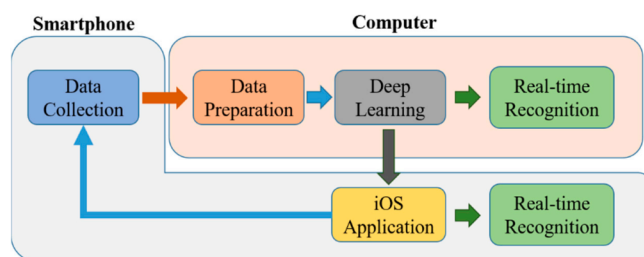 Smartphone
Computer
Data
Collection
Data
Preparation
Deep
Learning
Real-time
Recognition
iOS
Application
Real-time
Recognition